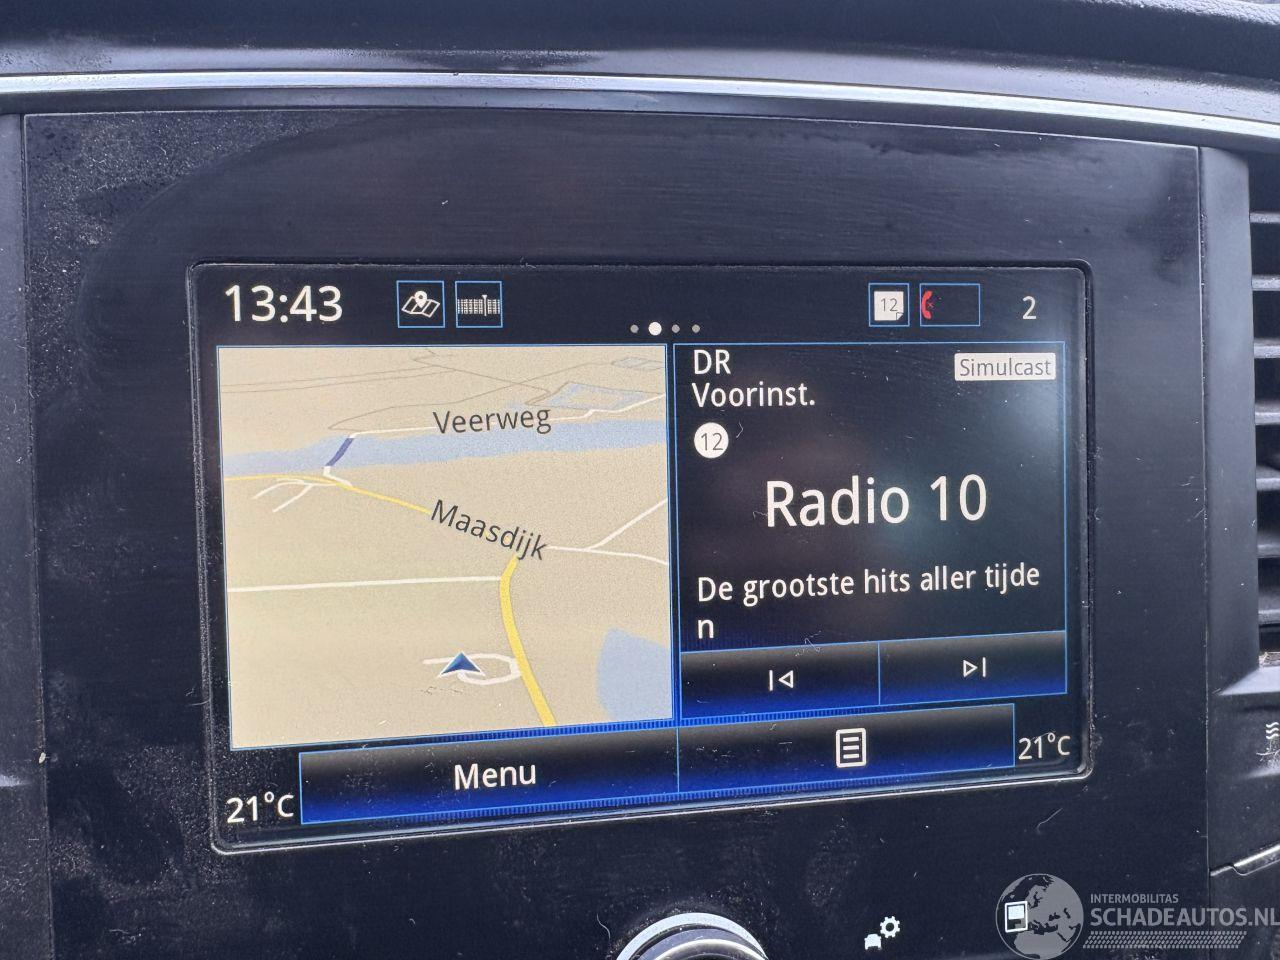 13:43
12
2
Veerweg
Maasdijk
DR
Simulcast
Voorinst.
12
Radio 10
De grootste hits aller tijde
n
Menu
21°C
21°C
INTERMOBILITAS
SCHADEAUTOS.NL